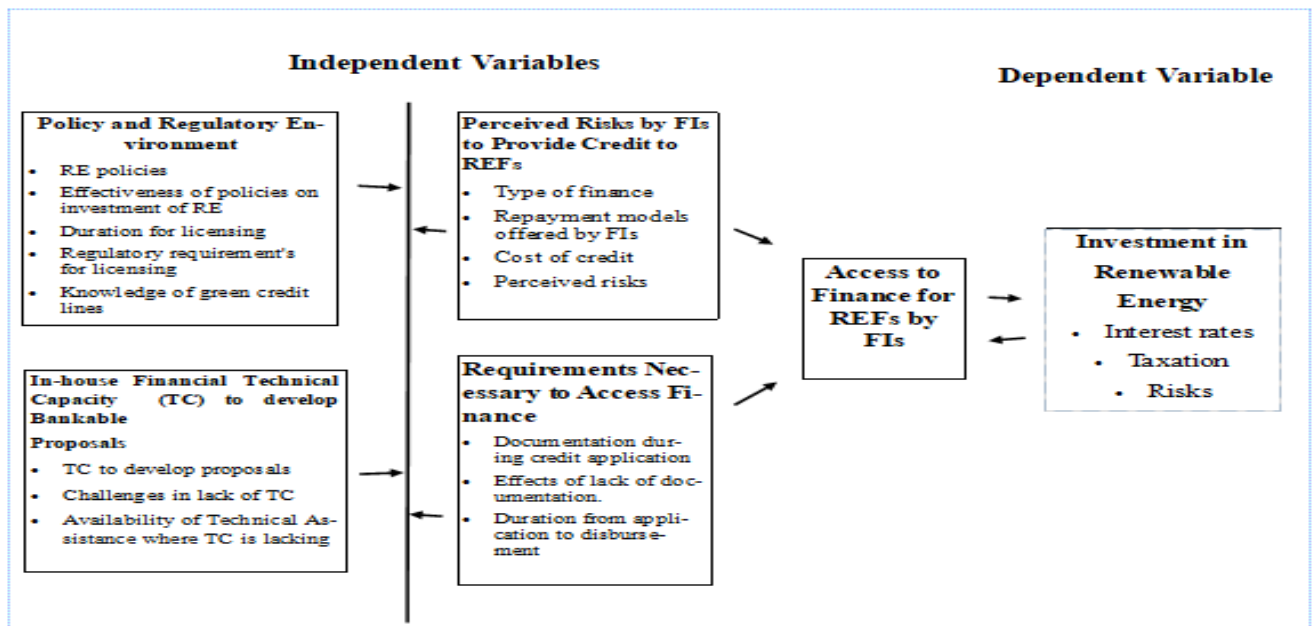 Independent Variables
Dependent Variable
Policy and Regulatory En-
vironment
• RE policies
• Effectiveness of policies on
investment of RE
• Duration for licensing
• Regulatory requirement's
for licensing
• Knowledge of green credit
lines
In-house Financial Technical
Capacity (TC) to develop
Bankable
Proposals
• TC to develop proposals
• Challenges in lack of TC
• Availability of Technical As-
sistance where TC is lacking
Perceived Risks by FIs
to Provide Credit to
REFs
• Type of finance
• Repayment models
offered by FIs
• Cost of credit
• Perceived risks
Requirements Nec-
essary to Access Fi-
nance
• Documentation dur-
ing credit application
• Effects of lack of doc-
umentation.
• Duration from appli-
cation to disburse-
ment
Access to
Finance for
REFs by
FIs
Investment in
Renewable
Energy
• Interest rates
• Taxation
• Risks